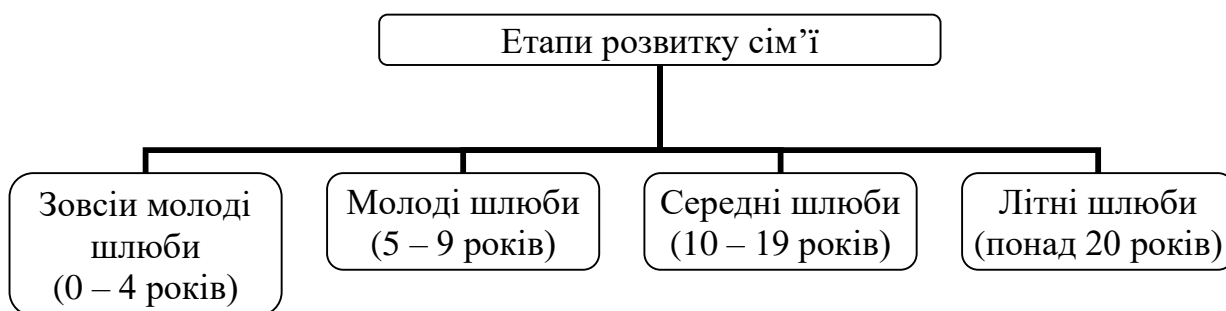 Етапи розвитку сім’ї
Зовсіи молоді
шлюби
(0 – 4 років)
Молоді шлюби
(5 – 9 років)
Середні шлюби
(10 – 19 років)
Літні шлюби
(понад 20 років)